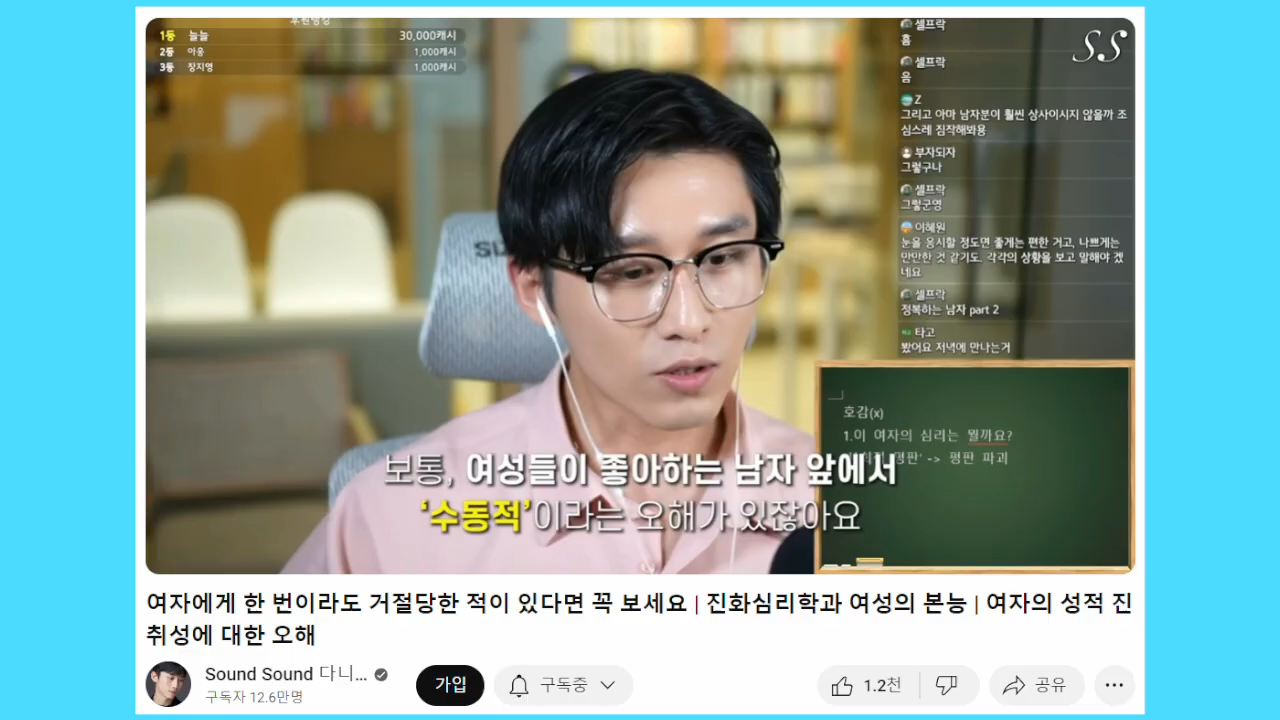 후원랭킹
1등 늘늘 30,000캐시
2등 아옹 1,000캐시
3등 장지영 1,000캐시
SS
셀프락
흠
셀프락
음
Z
그리고 아마 남자분이 훨씬 상사이시지 않을까 조
심스레 짐작해봐용
부자되자
그렇구나
셀프락
그렇군영
이혜원
눈을 응시할 정도면 좋게는 편한 거고, 나쁘게는
만만한 것 같기도. 각각의 상황을 보고 말해야 겠
네요
셀프락
정복하는 남자 part 2
타고
봤어요 저녁에 만나는거
호감(x)
1.이 여자의 심리는 뭘까요?
평판' -> 평판 파괴
보통, 여성들이 좋아하는 남자 앞에서
'수동적'이라는 오해가 있잖아요
여자에게 한 번이라도 거절당한 적이 있다면 꼭 보세요 | 진화심리학과 여성의 본능 | 여자의 성적 진
취성에 대한 오해
Sound Sound 다니...
구독자 12.6만명
가입
구독중
1.2천
공유